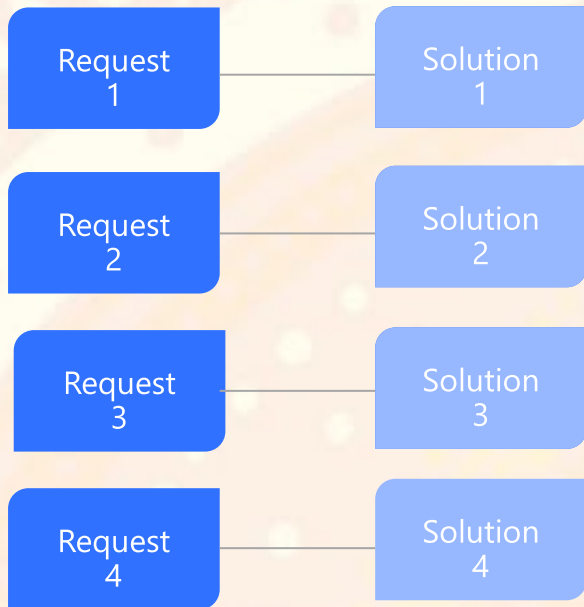 Request
1
Solution
1
Request
2
Solution
2
Request
3
Solution
3
Request
4
Solution
4